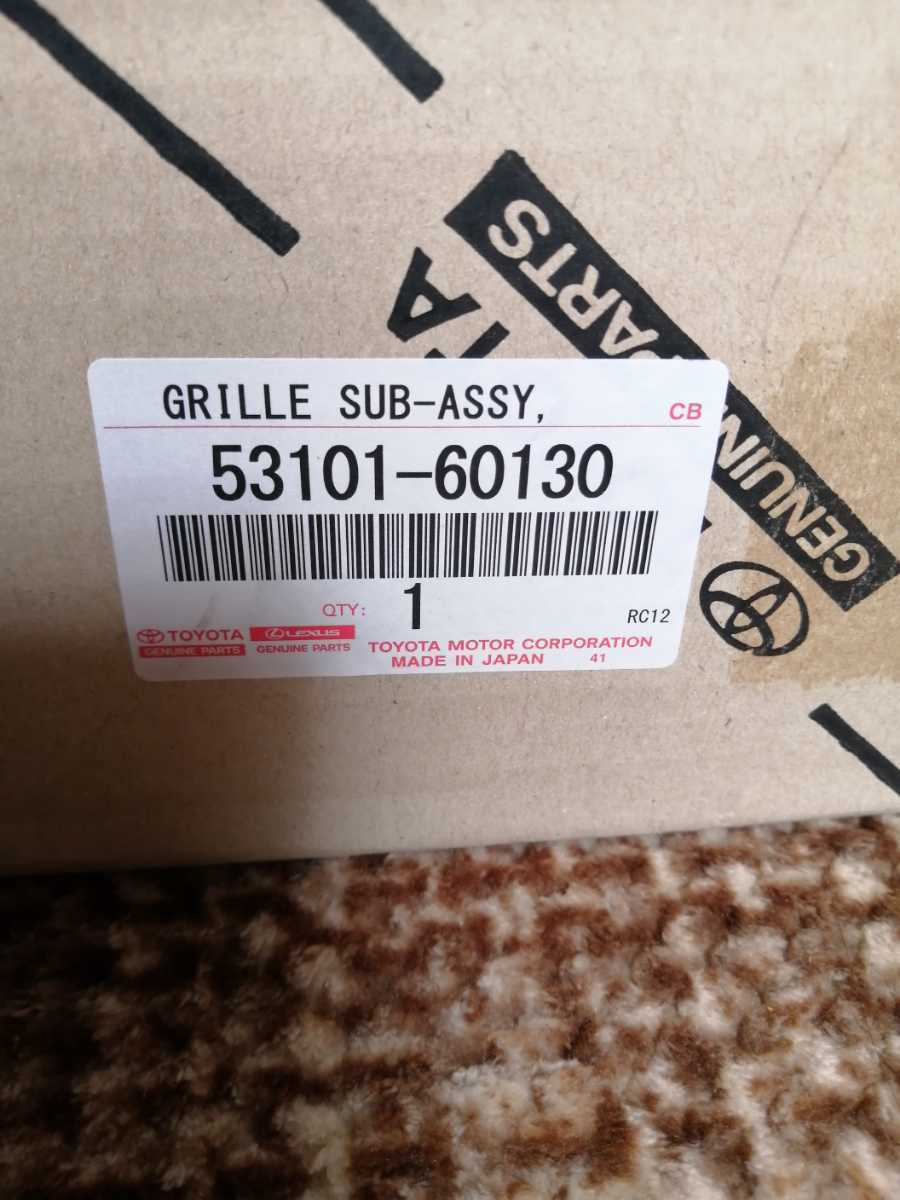 TA
PARTS
GENUIN
GRILLE SUB-ASSY,
CB
53101-60130
QTY: 1
RC12
TOYOTA
GENUINE PARTS
LEXUS
GENUINE PARTS
TOYOTA MOTOR CORPORATION
MADE IN JAPAN 41